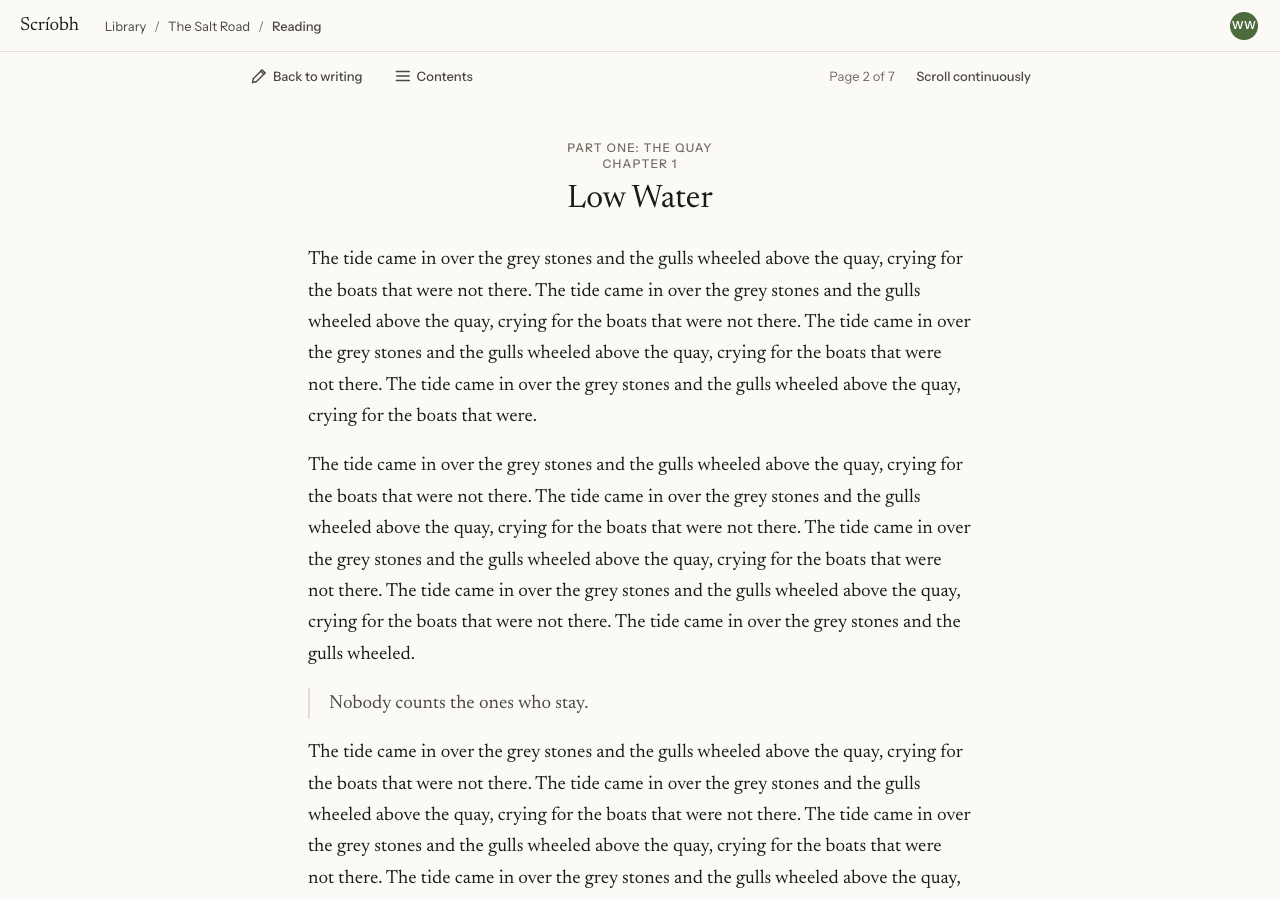 Scríobh
Library / The Salt Road / Reading
WW
Back to writing
Contents
Page 2 of 7
Scroll continuously
PART ONE: THE QUAY
CHAPTER 1
Low Water
The tide came in over the grey stones and the gulls wheeled above the quay, crying for
the boats that were not there. The tide came in over the grey stones and the gulls
wheeled above the quay, crying for the boats that were not there. The tide came in over
the grey stones and the gulls wheeled above the quay, crying for the boats that were
not there. The tide came in over the grey stones and the gulls wheeled above the quay,
crying for the boats that were.
The tide came in over the grey stones and the gulls wheeled above the quay, crying for
the boats that were not there. The tide came in over the grey stones and the gulls
wheeled above the quay, crying for the boats that were not there. The tide came in over
the grey stones and the gulls wheeled above the quay, crying for the boats that were
not there. The tide came in over the grey stones and the gulls wheeled above the quay,
crying for the boats that were not there. The tide came in over the grey stones and the
gulls wheeled.
Nobody counts the ones who stay.
The tide came in over the grey stones and the gulls wheeled above the quay, crying for
the boats that were not there. The tide came in over the grey stones and the gulls
wheeled above the quay, crying for the boats that were not there. The tide came in over
the grey stones and the gulls wheeled above the quay, crying for the boats that were
not there. The tide came in over the grey stones and the gulls wheeled above the quay,